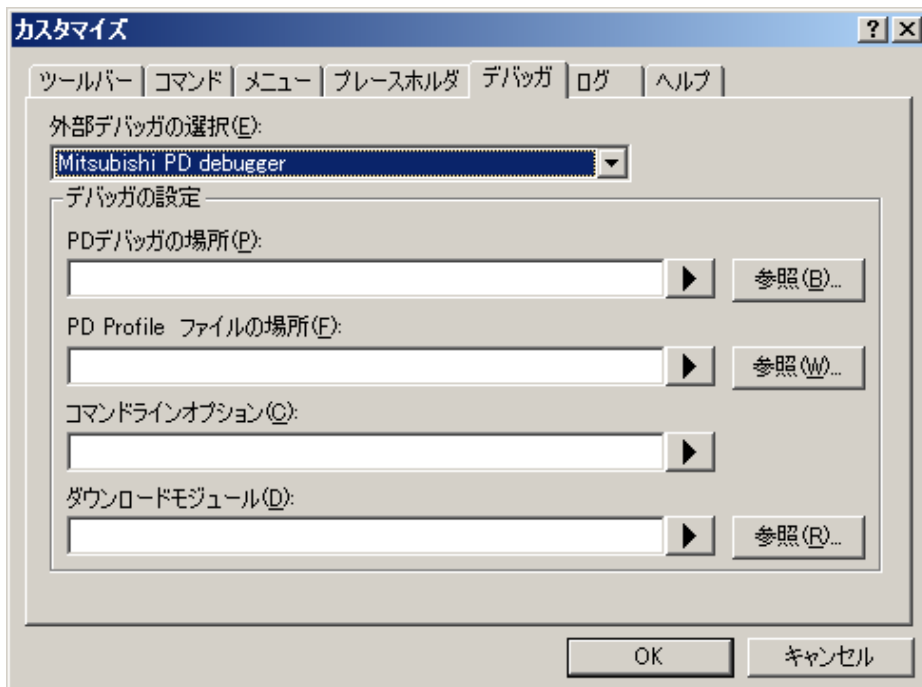 カスタマイズ
ツールバー コマンド メニュー プレースホルダ デバッガ ログ ヘルプ
外部デバッガの選択(E):
Mitsubishi PD debugger
デバッガの設定
PDデバッガの場所(P):
参照(B)...
PD Profile ファイルの場所(F):
参照(W)...
コマンドラインオプション(C):
ダウンロードモジュール(D):
参照(R)...
OK キャンセル